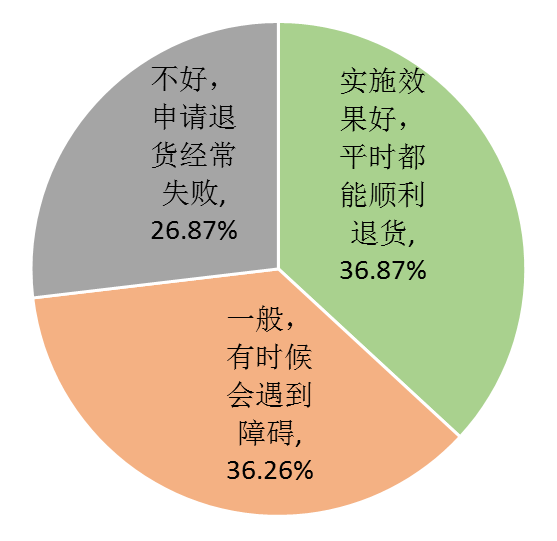 不好，
申请退
货经常
失败,
26.87%
实施效
果好，
平时都
能顺利
退货,
36.87%
一般，
有时候
会遇到
障碍,
36.26%